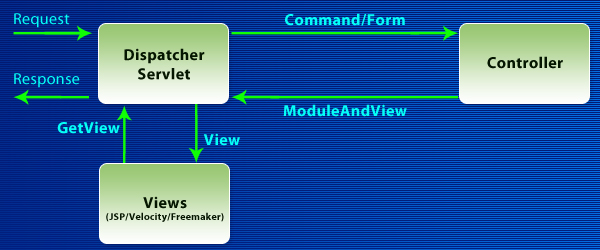 Request
Command/Form
Dispatcher
Servlet
Controller
Response
ModuleAndView
GetView
View
Views
(JSP/Velocity/Freemaker)